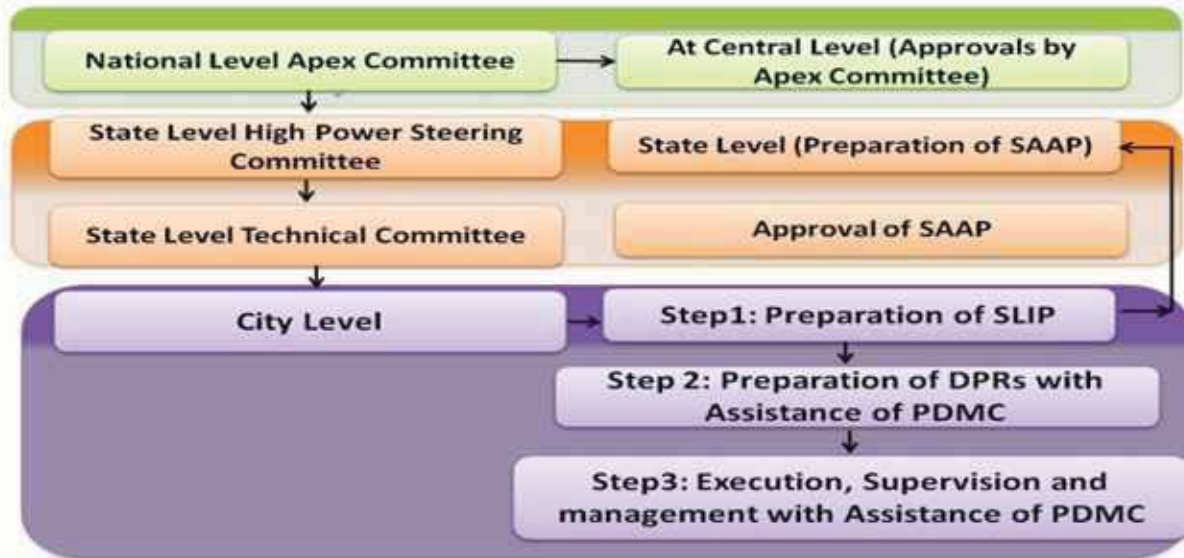 National Level Apex Committee
At Central Level (Approvals by
Apex Committee)
State Level High Power Steering
Committee
State Level (Preparation of SAAP)
State Level Technical Committee
Approval of SAAP
City Level
Step1: Preparation of SLIP
Step 2: Preparation of DPRs with
Assistance of PDMC
Step3: Execution, Supervision and
management with Assistance of PDMC